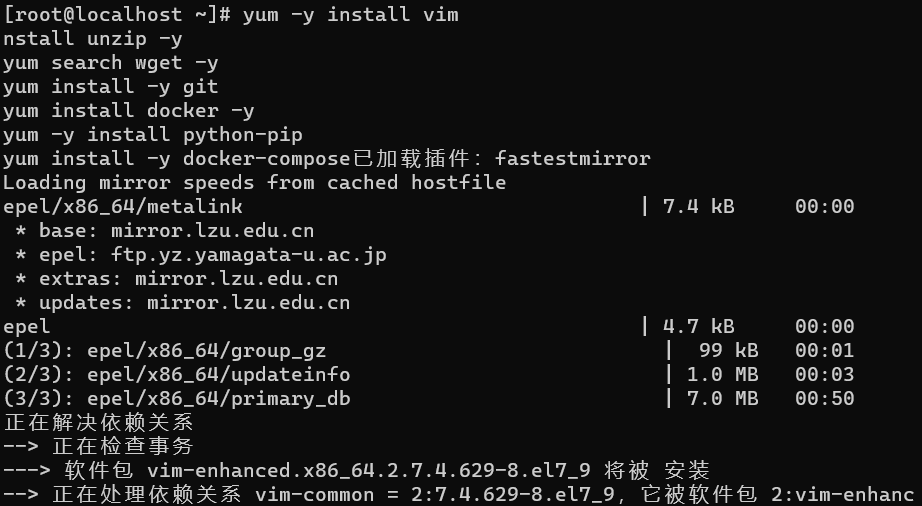 [root@localhost ~]# yum -y install vim
nstall unzip -y
yum search wget -y
yum install -y git
yum install docker -y
yum -y install python-pip
yum install -y docker-compose已加载插件：fastestmirror
Loading mirror speeds from cached hostfile
epel/x86_64/metalink | 7.4 kB 00:00
* base: mirror.lzu.edu.cn
* epel: ftp.yz.yamagata-u.ac.jp
* extras: mirror.lzu.edu.cn
* updates: mirror.lzu.edu.cn
epel | 4.7 kB 00:00
(1/3): epel/x86_64/group_gz | 99 kB 00:01
(2/3): epel/x86_64/updateinfo | 1.0 MB 00:03
(3/3): epel/x86_64/primary_db | 7.0 MB 00:50
正在解决依赖关系
--> 正在检查事务
---> 软件包 vim-enhanced.x86_64.2.7.4.629-8.el7_9 将被 安装
--> 正在处理依赖关系 vim-common = 2:7.4.629-8.el7_9，它被软件包 2:vim-enhanc